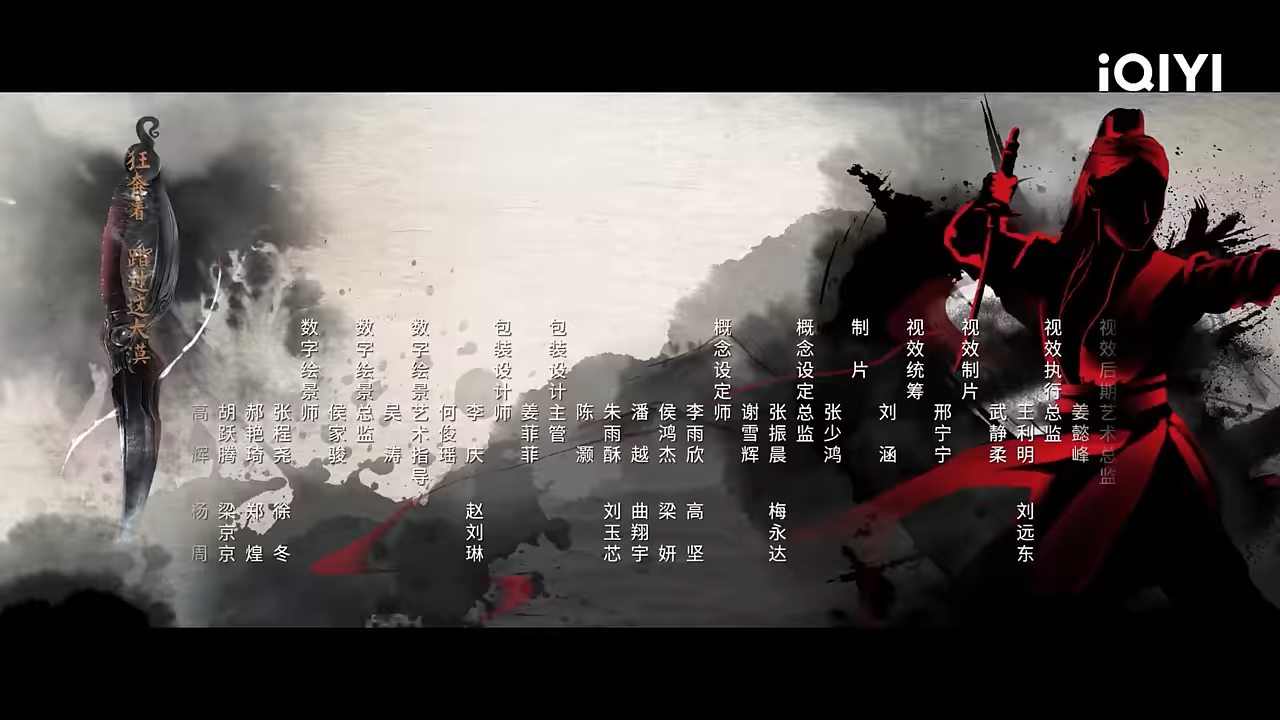 iQIYI
视效后期艺术总监
姜懿峰
视效执行总监
王利明 刘远东
武静柔
视效制片
邢宁宁
视效统筹
刘涵
制片
张少鸿
概念设定总监
张振晨 梅永达
谢雪辉
概念设定师
李雨欣 高坚
侯鸿杰 梁妍
潘越 曲翔宇
朱雨酥 刘玉芯
陈灏
包装设计主管
姜菲菲
包装设计师
李庆 赵刘琳
何俊瑶
数字绘景艺术指导
吴涛
数字绘景总监
侯家骏
数字绘景师
张程尧 徐冬
郝艳琦 郑煌
胡跃腾 梁京京
高辉 杨周
狂奔着 踏过这大漠